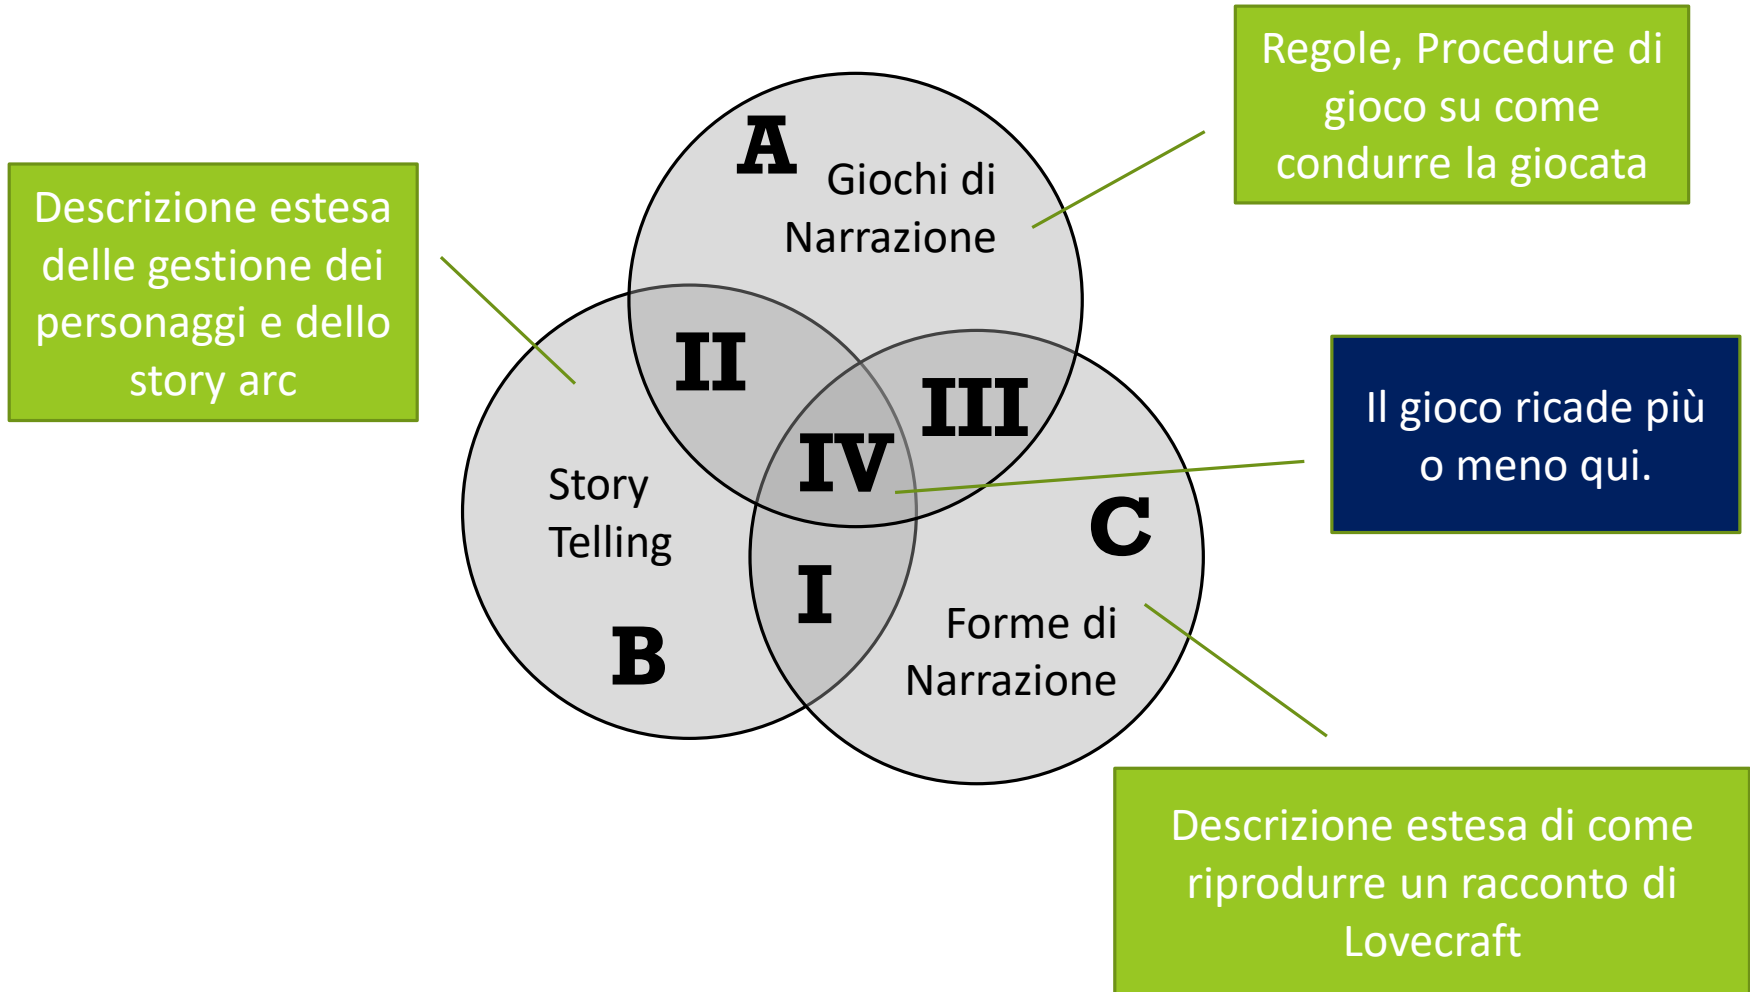 Regole, Procedure di
gioco su come
condurre la giocata
A
Giochi di
Narrazione
Descrizione estesa
delle gestione dei
personaggi e dello
story arc
II
III
IV
Il gioco ricade più
o meno qui.
Story
Telling
C
I
B
Forme di
Narrazione
Descrizione estesa di come
riprodurre un racconto di
Lovecraft